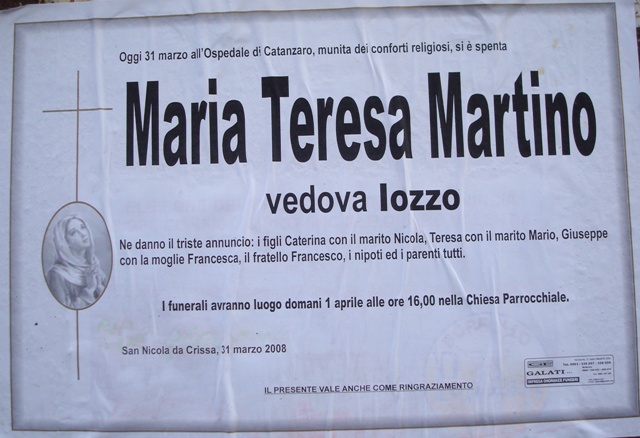 Oggi 31 marzo all'Ospedale di Catanzaro, munita dei conforti religiosi, si è spenta
Maria Teresa Martino
vedova Iozzo
Ne danno il triste annuncio: i figli Caterina con il marito Nicola, Teresa con il marito Mario, Giuseppe
con la moglie Francesca, il fratello Francesco, i nipoti ed i parenti tutti.
I funerali avranno luogo domani 1 aprile alle ore 16,00 nella Chiesa Parrocchiale.
San Nicola da Crissa, 31 marzo 2008
IL PRESENTE VALE ANCHE COME RINGRAZIAMENTO
GALATI
IMPRESA ONORANZE FUNEBRI